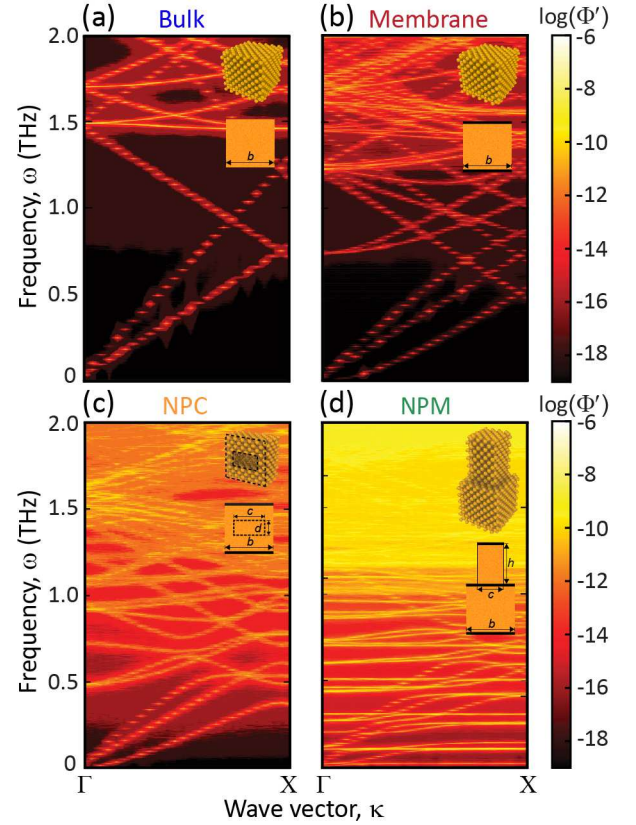 (a) Bulk
(b) Membrane
log(Φ′)
2.0
1.5
1.0
0.5
0
Frequency, ω (THz)
b
b
-6
-8
-10
-12
-14
-16
-18
(c) NPC
(d) NPM
log(Φ′)
2.0
1.5
1.0
0.5
0
Frequency, ω (THz)
c
d
b
h
c
b
-6
-8
-10
-12
-14
-16
-18
Γ X Γ X
Wave vector, κ